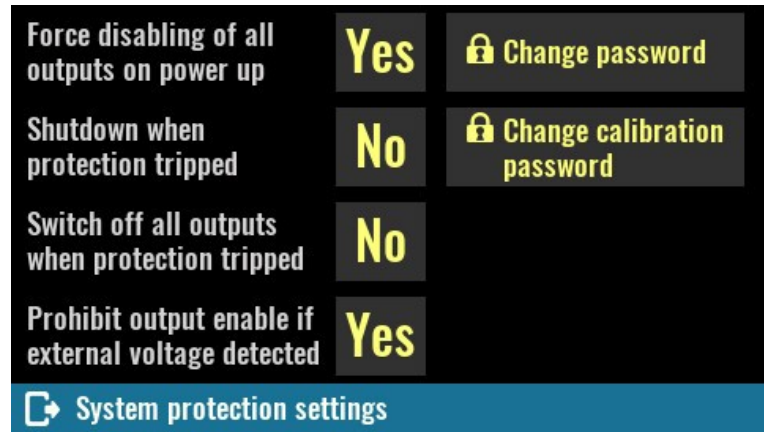 Force disabling of all
outputs on power up
Yes
Change password
Shutdown when
protection tripped
No
Change calibration
password
Switch off all outputs
when protection tripped
No
Prohibit output enable if
external voltage detected
Yes
System protection settings